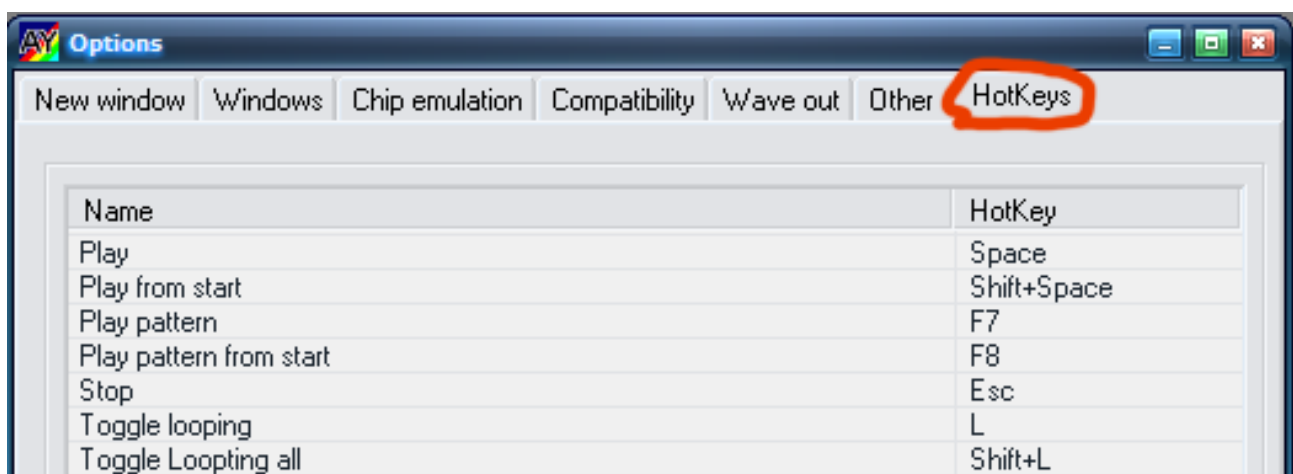 AY Options
New window Windows Chip emulation Compatibility Wave out Other HotKeys
Name HotKey
Play Space
Play from start Shift+Space
Play pattern F7
Play pattern from start F8
Stop Esc
Toggle looping L
Toggle Loopting all Shift+L